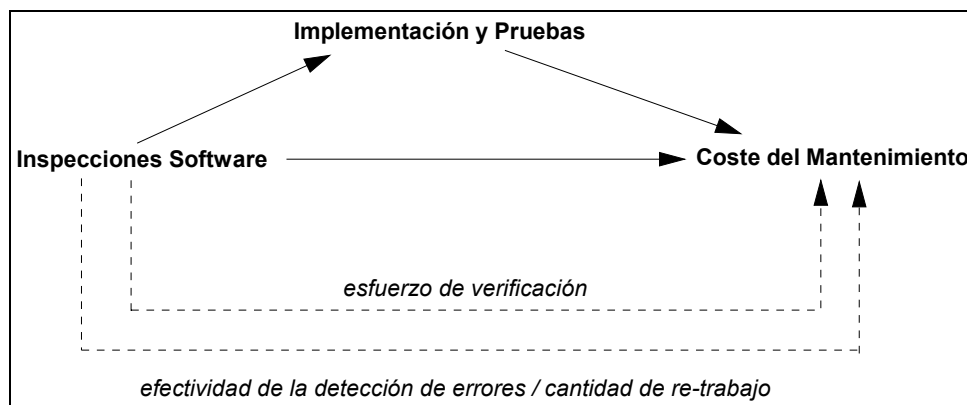 Implementación y Pruebas
Inspecciones Software
Coste del Mantenimiento
esfuerzo de verificación
efectividad de la detección de errores / cantidad de re-trabajo